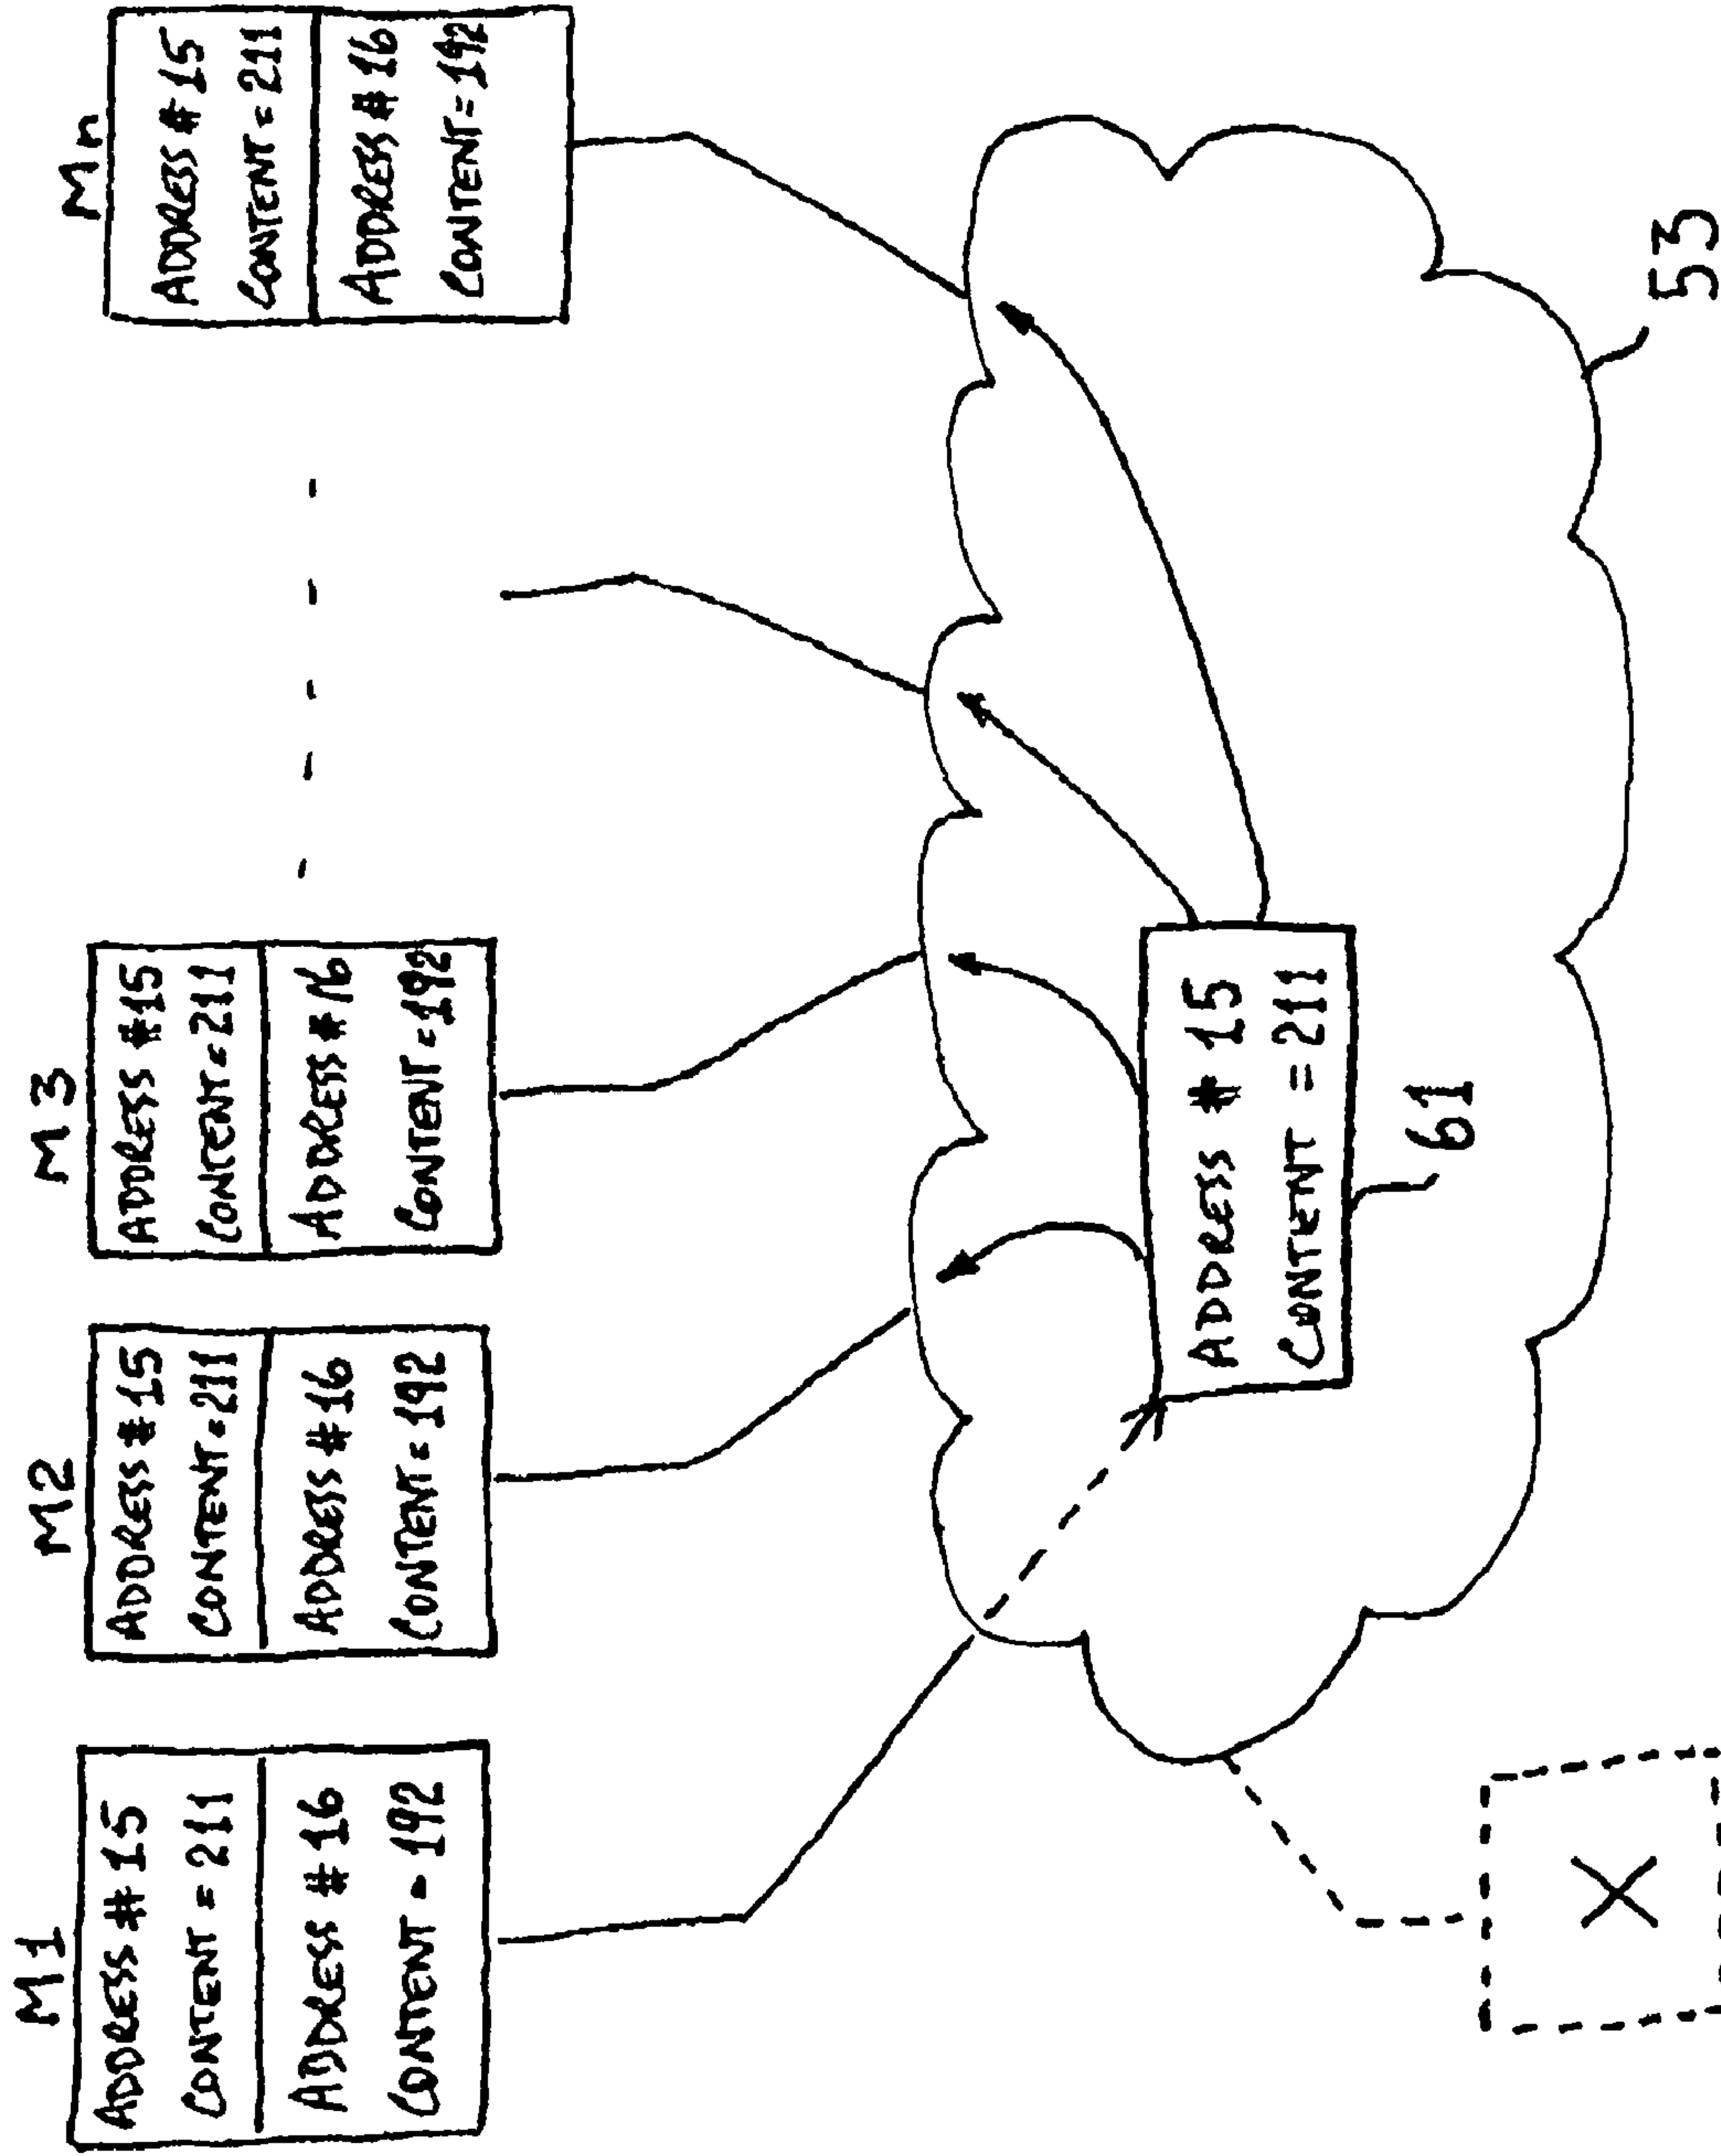 M1
ADDRESS # 15
CONTENT = 211
ADDRESS # 16
CONTENT = 192
M2
ADDRESS # 15
CONTENT = 211
ADDRESS # 16
CONTENT = 192
M3
ADDRESS # 15
CONTENT = 211
ADDRESS # 16
CONTENT = 192
Mn
ADDRESS # 15
CONTENT = 211
ADDRESS # 16
CONTENT = 192
ADDRESS # 15
CONTENT = 211
61
53
X